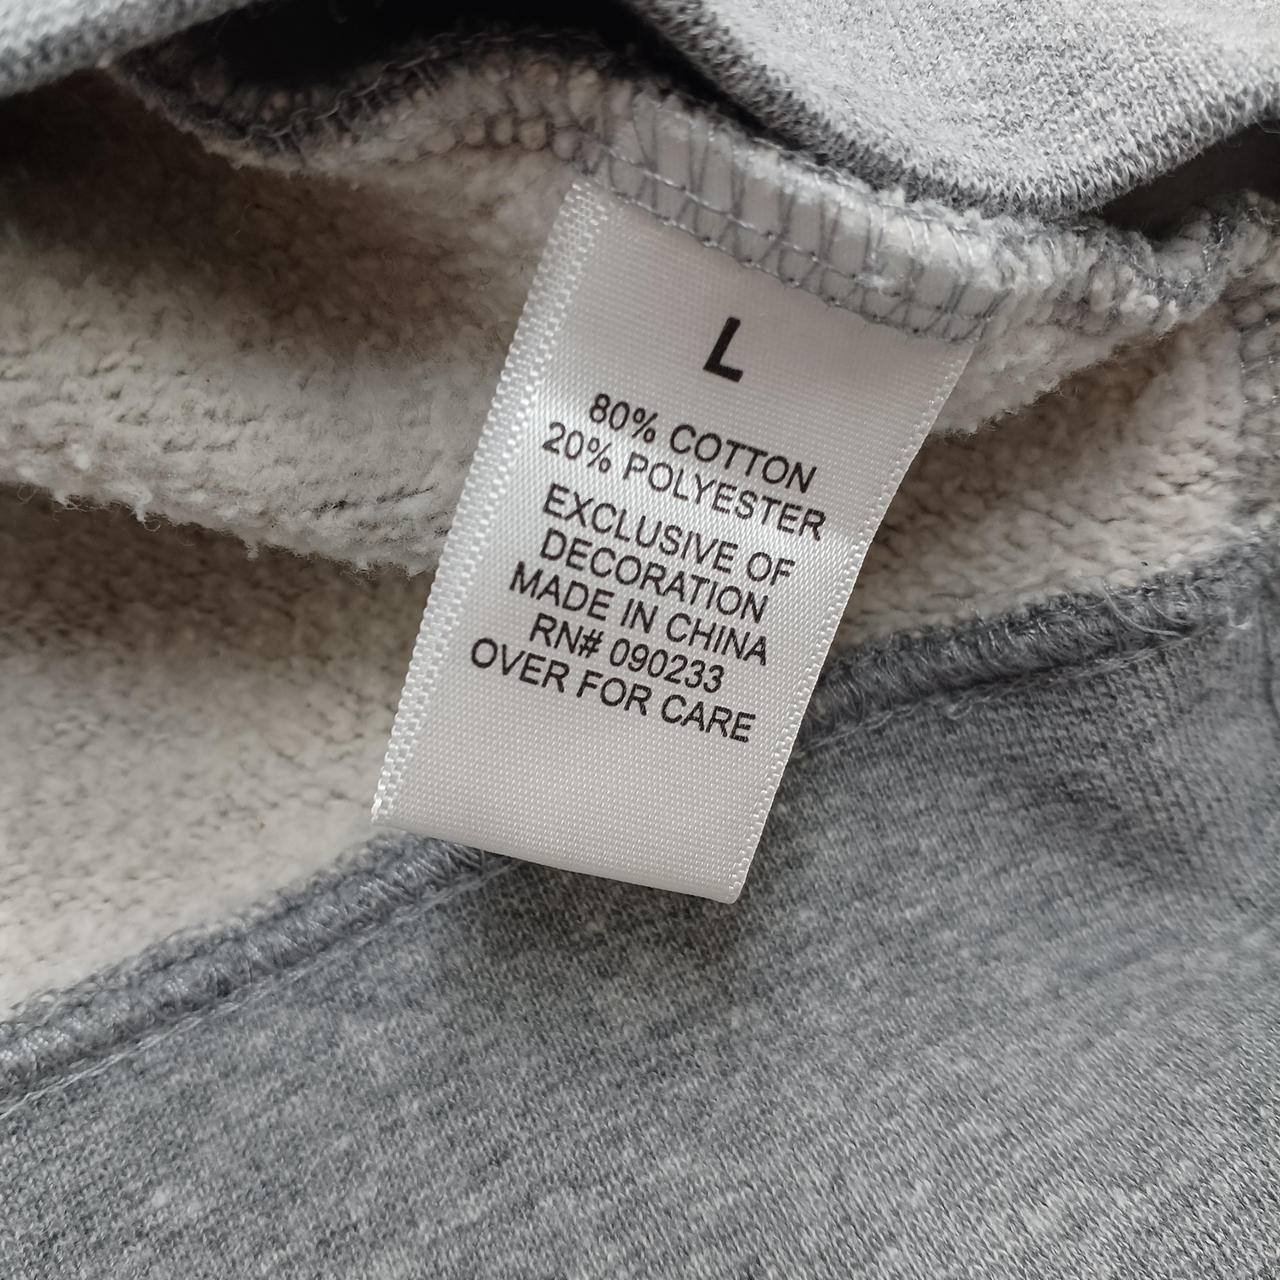 L
80% COTTON
20% POLYESTER
EXCLUSIVE OF
DECORATION
MADE IN CHINA
RN# 090233
OVER FOR CARE